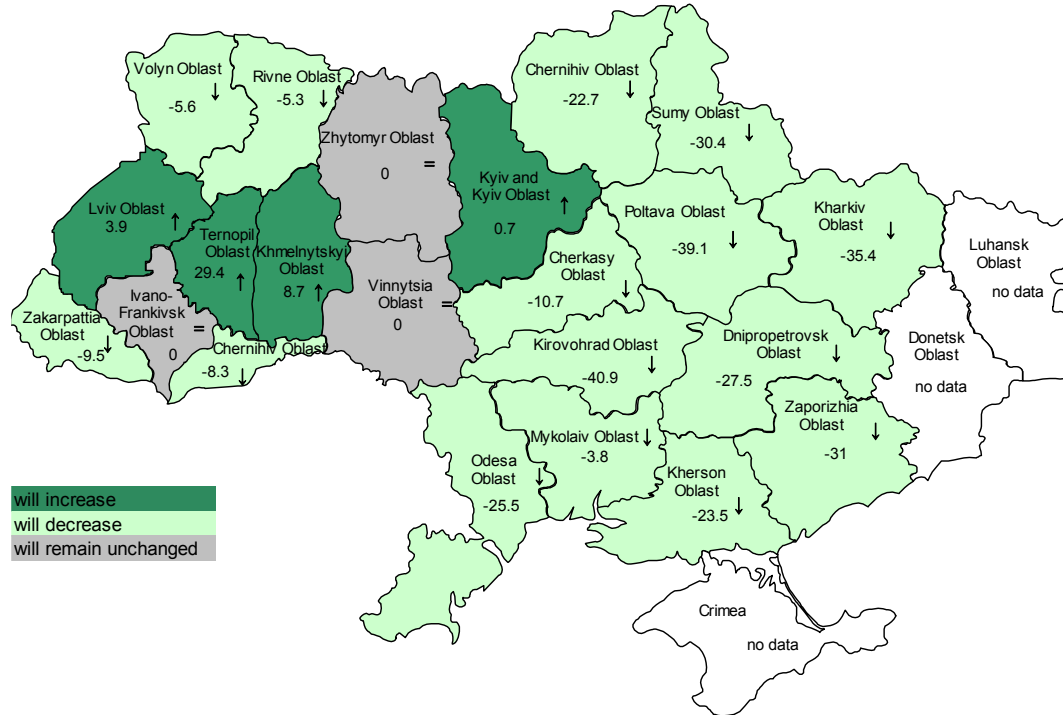 Volyn Oblast
-5.6
Rivne Oblast
-5.3
Zhytomyr Oblast
0
=
Kyiv and
Kyiv Oblast
0.7
Chernihiv Oblast
-22.7
Sumy Oblast
-30.4
Lviv Oblast
3.9
Ternopil
Oblast
29.4
Khmelnytskyi
Oblast
8.7
Vinnytsia
Oblast
=
0
Cherkasy
Oblast
-10.7
Poltava Oblast
-39.1
Kharkiv
Oblast
-35.4
Luhansk
Oblast
no data
Zakarpattia
Oblast
-9.5
Ivano-
Frankivsk
Oblast
=
0
Chernihiv Oblast
-8.3
Kirovohrad Oblast
-40.9
Dnipropetrovsk
Oblast
-27.5
Donetsk
Oblast
no data
Odesa
Oblast
-25.5
Mykolaiv Oblast
-3.8
Kherson
Oblast
-23.5
Zaporizhia
Oblast
-31
Crimea
no data
will increase
will decrease
will remain unchanged